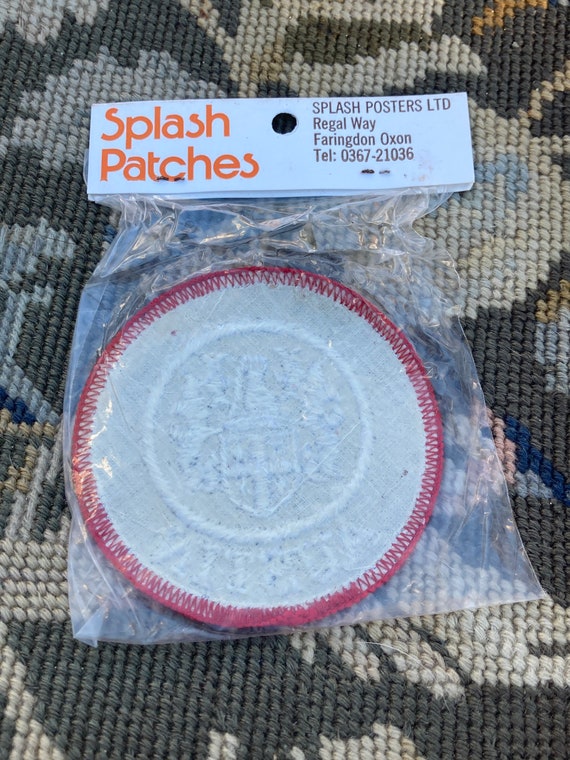 Splash
Patches
SPLASH POSTERS LTD
Regal Way
Faringdon Oxon
Tel: 0367-21036